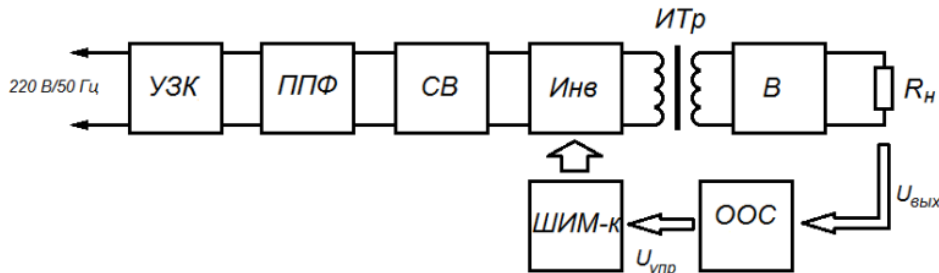 ИТр
220 В/50 Гц
УЗК
ППФ
СВ
Инв
В
Rн
ШИМ-к
ООС
Uвых
Uупр